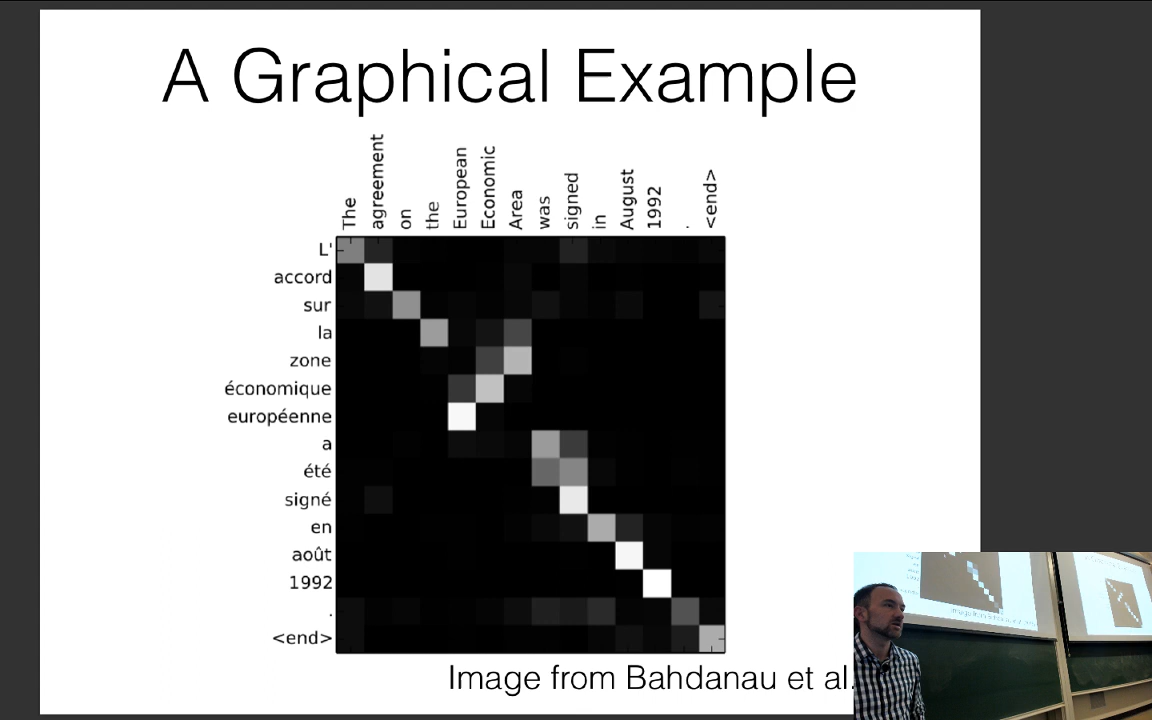 A Graphical Example
The agreement on the European Economic Area was signed in August 1992 . <end>
L'
accord
sur
la
zone
économique
européenne
a
été
signé
en
août
1992
.
<end>
Image from Bahdanau et al.